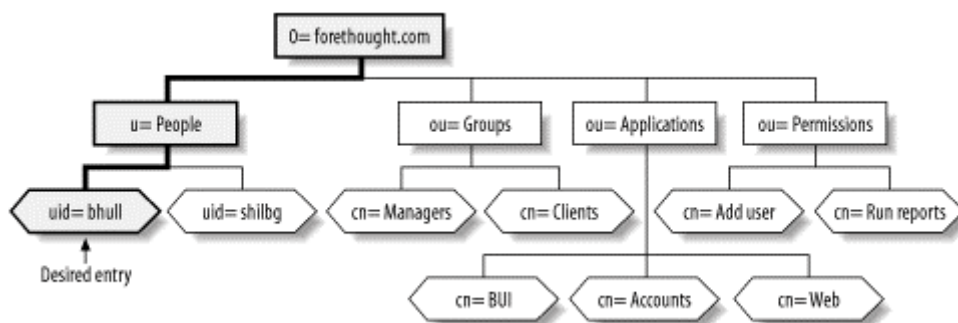 O= forethought.com
u= People
ou= Groups
ou= Applications
ou= Permissions
uid= bhull
uid= shilbg
cn= Managers
cn= Clients
cn= Add user
cn= Run reports
Desired entry
cn= BUI
cn= Accounts
cn= Web